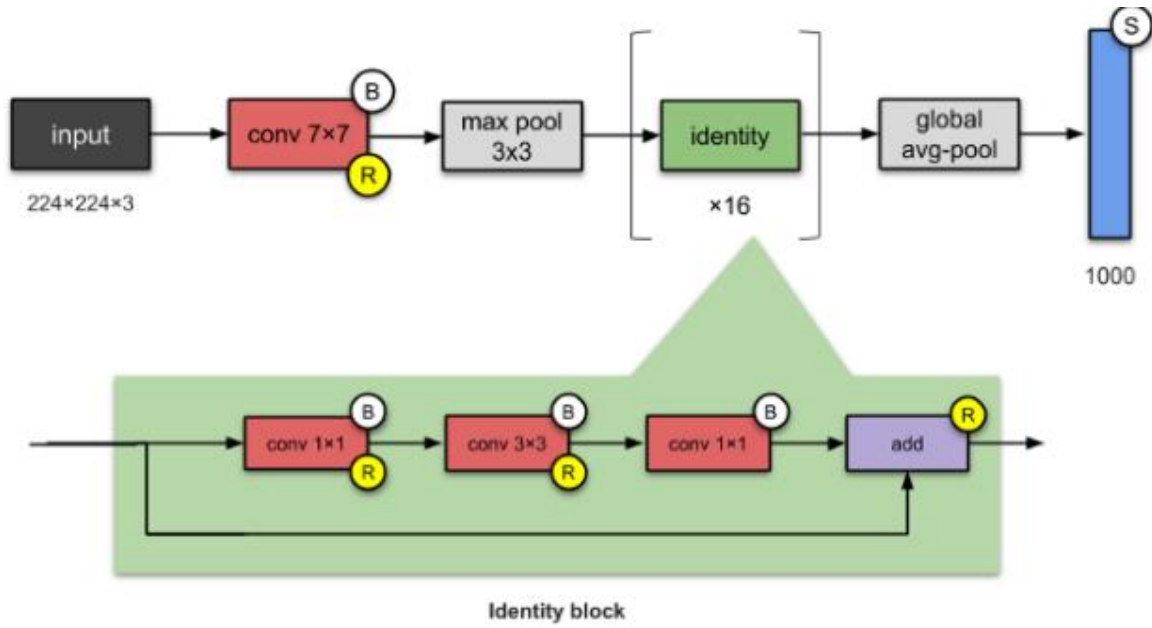 S
B
input
conv 7×7
max pool
3x3
identity
global
avg-pool
R
224×224×3
×16
1000
B
B
B
R
conv 1×1
conv 3×3
conv 1×1
add
R
R
Identity block